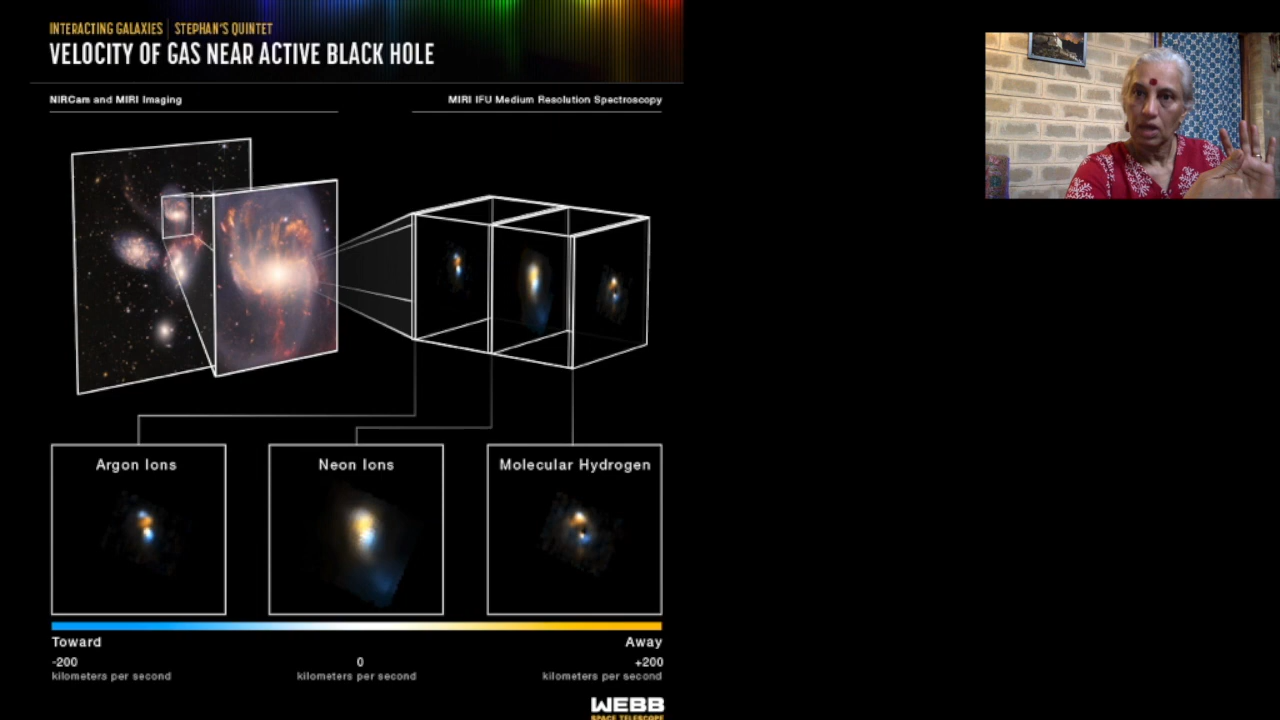 INTERACTING GALAXIES | STEPHAN'S QUINTET
VELOCITY OF GAS NEAR ACTIVE BLACK HOLE
NIRCam and MIRI Imaging
MIRI IFU Medium Resolution Spectroscopy
Argon Ions
Neon Ions
Molecular Hydrogen
Toward
Away
-200
0
+200
kilometers per second
kilometers per second
kilometers per second
WEBB
SPACE TELESCOPE